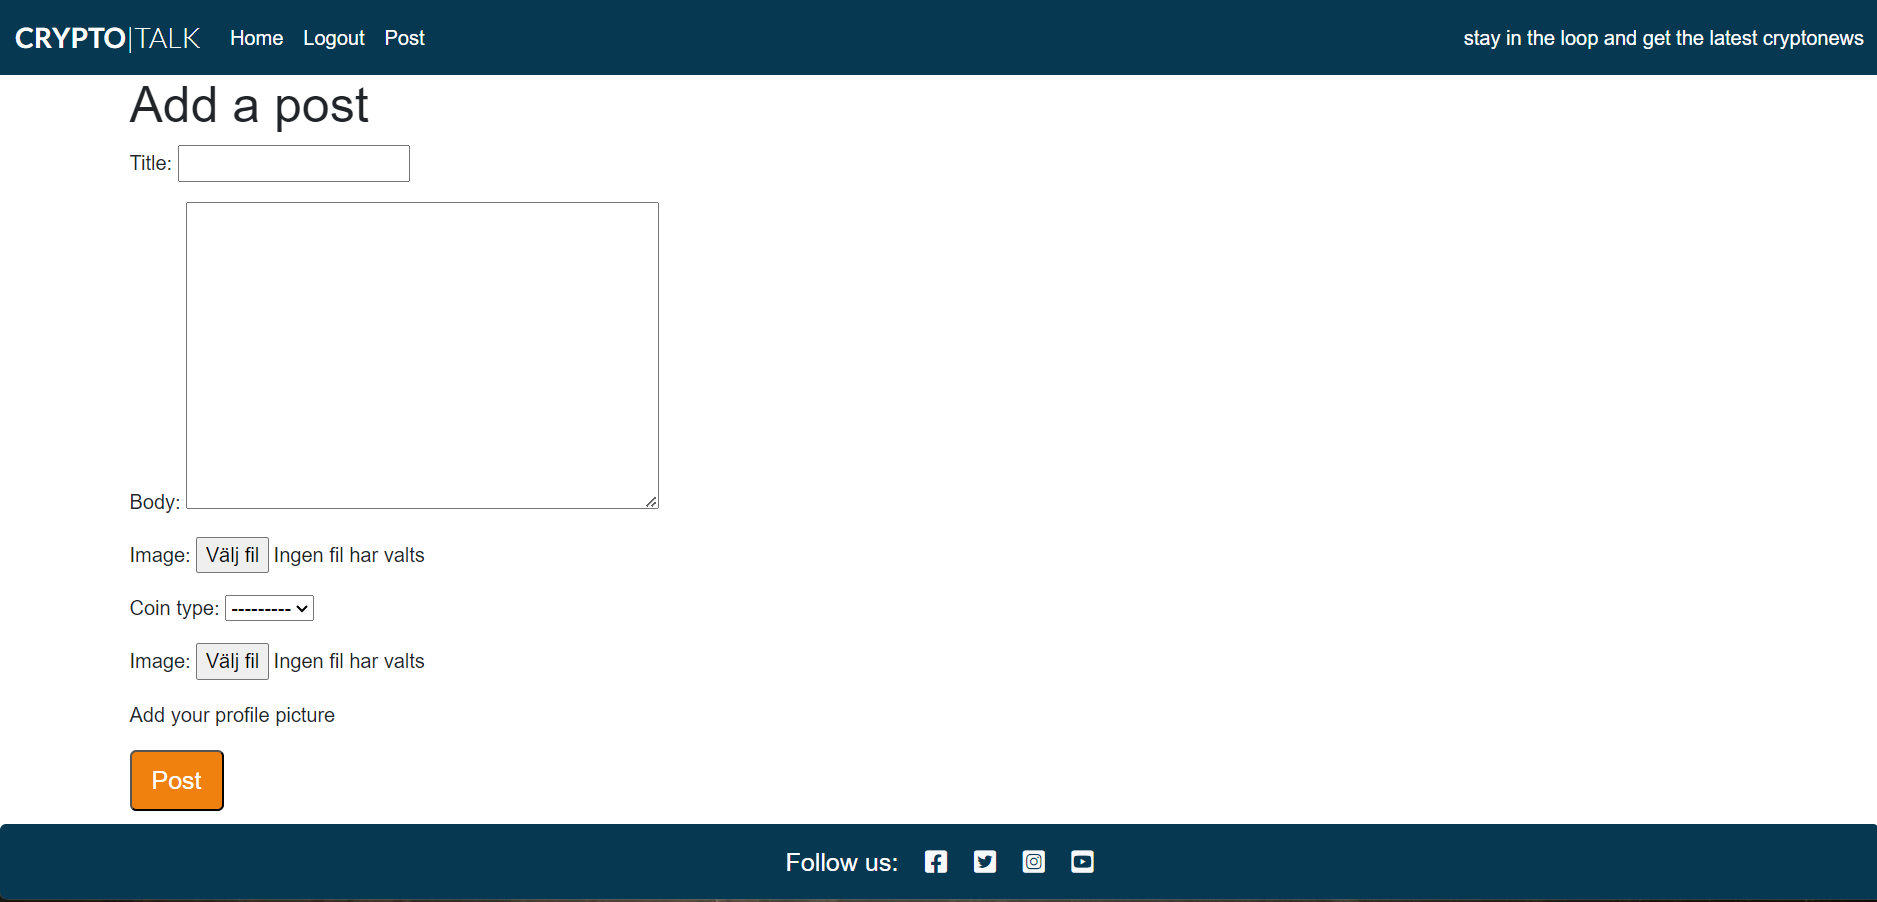 CRYPTO|TALK Home Logout Post stay in the loop and get the latest cryptonews
Add a post
Title:
Body:
Image: Välj fil Ingen fil har valts
Coin type: ---------
Image: Välj fil Ingen fil har valts
Add your profile picture
Post
Follow us: